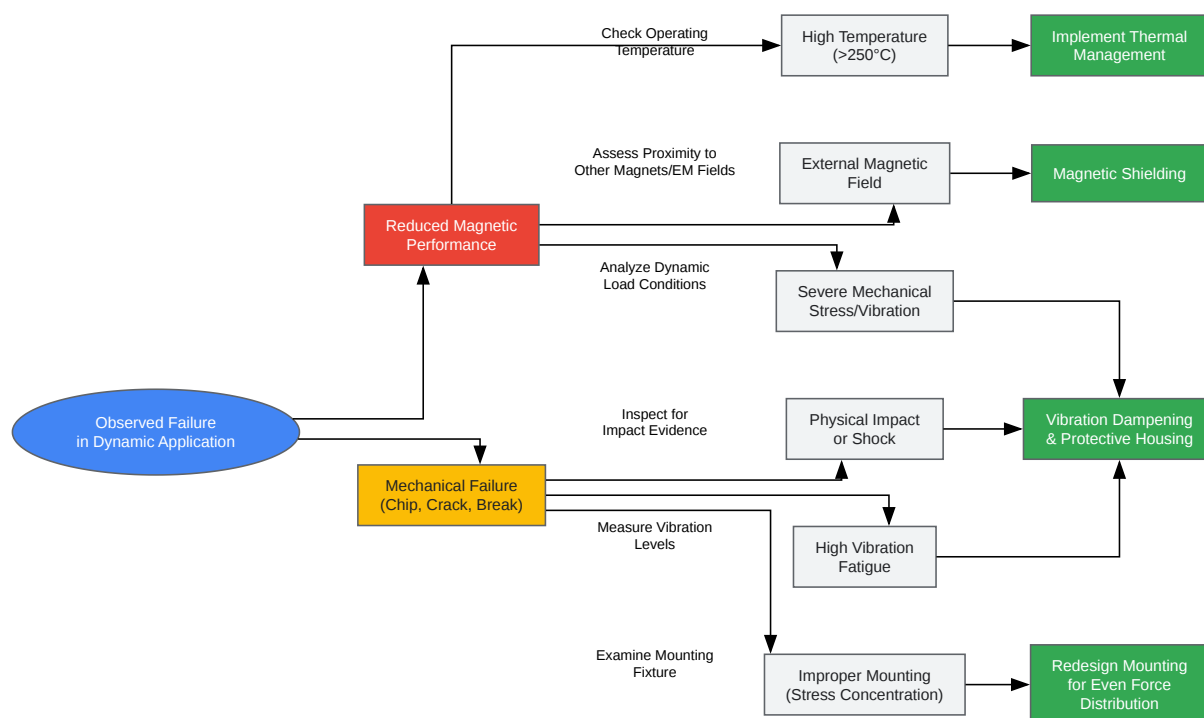 Check Operating
Temperature
High Temperature
(>250°C)
Implement Thermal
Management
Assess Proximity to
Other Magnets/EM Fields
External Magnetic
Field
Magnetic Shielding
Reduced Magnetic
Performance
Analyze Dynamic
Load Conditions
Severe Mechanical
Stress/Vibration
Observed Failure
in Dynamic Application
Inspect for
Impact Evidence
Physical Impact
or Shock
Vibration Dampening
& Protective Housing
Mechanical Failure
(Chip, Crack, Break)
Measure Vibration
Levels
High Vibration
Fatigue
Examine Mounting
Fixture
Improper Mounting
(Stress Concentration)
Redesign Mounting
for Even Force
Distribution